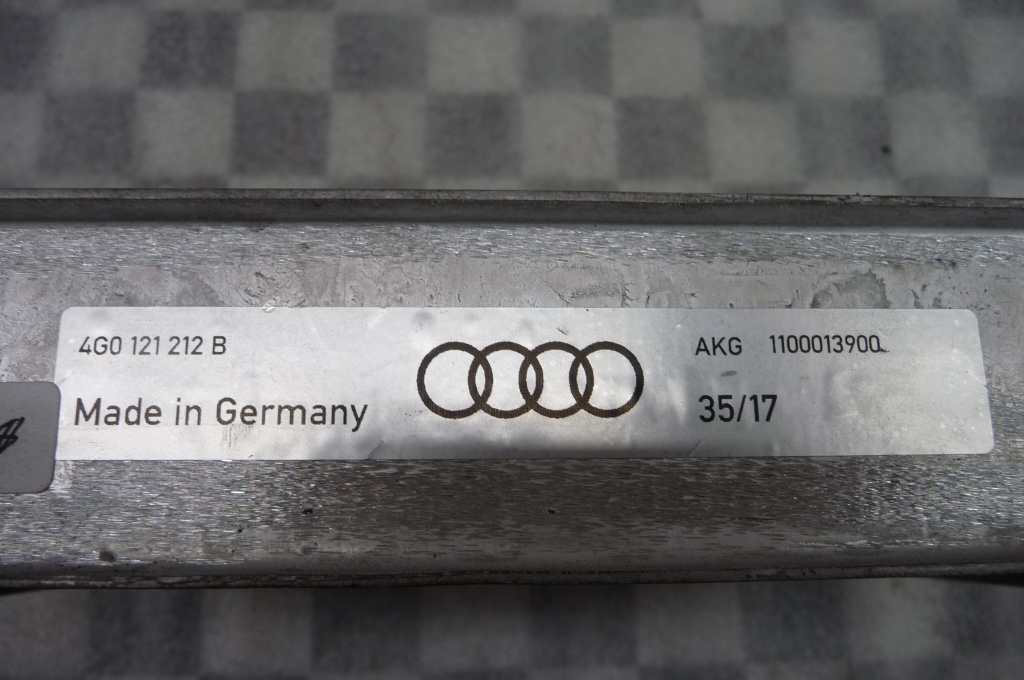 4G0 121 212 B
AKG 1100013900
Made in Germany
35/17